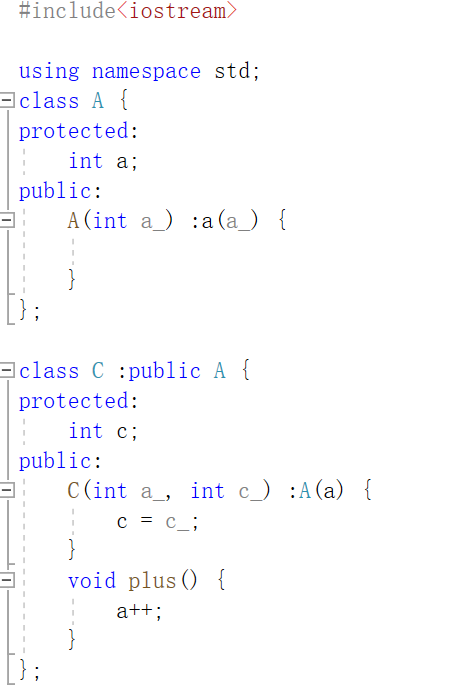 #include<iostream>
using namespace std;
class A {
protected:
int a;
public:
A(int a_) :a(a_) {
}
};
class C :public A {
protected:
int c;
public:
C(int a_, int c_) :A(a) {
c = c_;
}
void plus() {
a++;
}
};